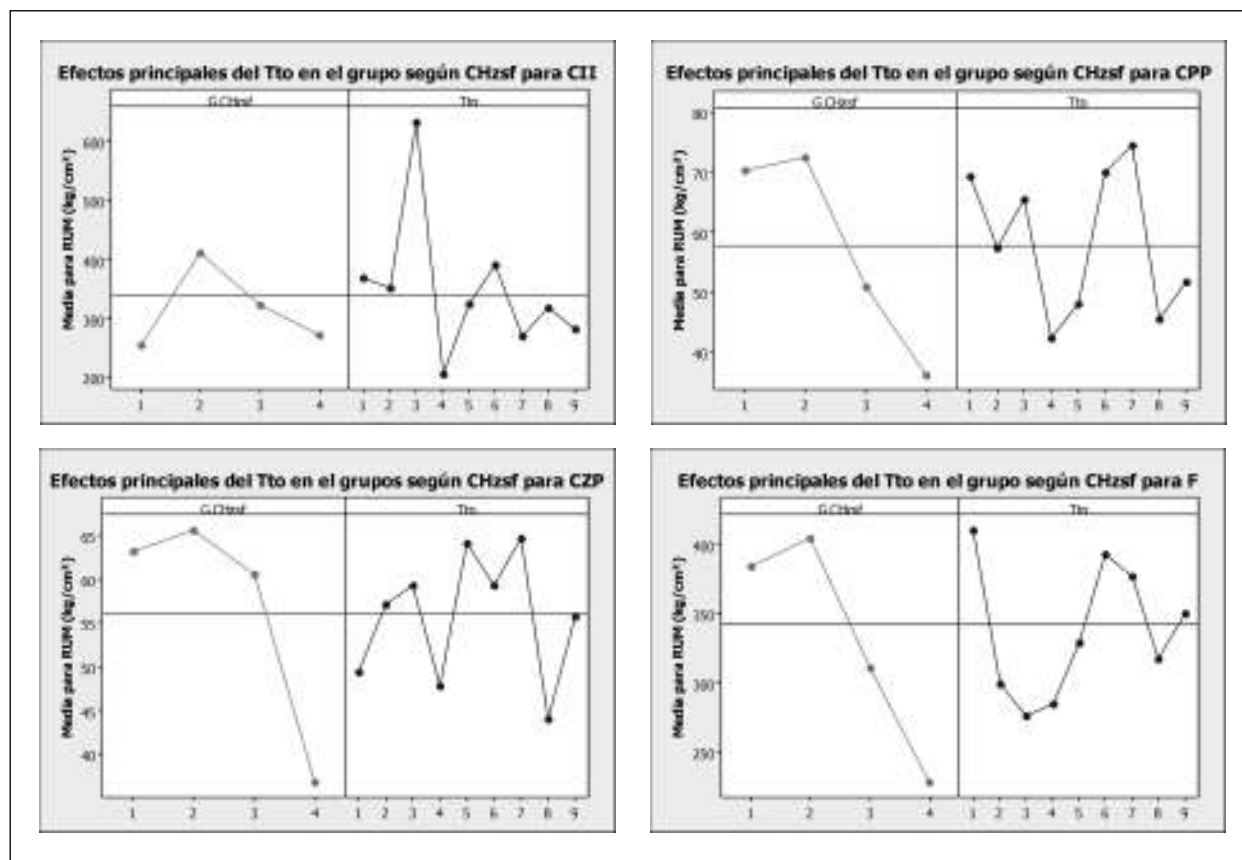 Efectos principales del Tto en el grupo según CHzsf para CII
G.CHzsf Tto
Media para RUM (kg/cm²)
600
500
400
300
200
1 2 3 4 1 2 3 4 5 6 7 8 9
Efectos principales del Tto en el grupo según CHzsf para CPP
G.CHzsf Tto
Media para RUM (kg/cm²)
80
70
60
50
40
1 2 3 4 1 2 3 4 5 6 7 8 9
Efectos principales del Tto en el grupos según CHzsf para CZP
G.CHzsf Tto
Media para RUM (kg/cm²)
65
60
55
50
45
40
1 2 3 4 1 2 3 4 5 6 7 8 9
Efectos principales del Tto en el grupo según CHzsf para F
G.CHzsf Tto
Media para RUM (kg/cm²)
400
350
300
250
1 2 3 4 1 2 3 4 5 6 7 8 9